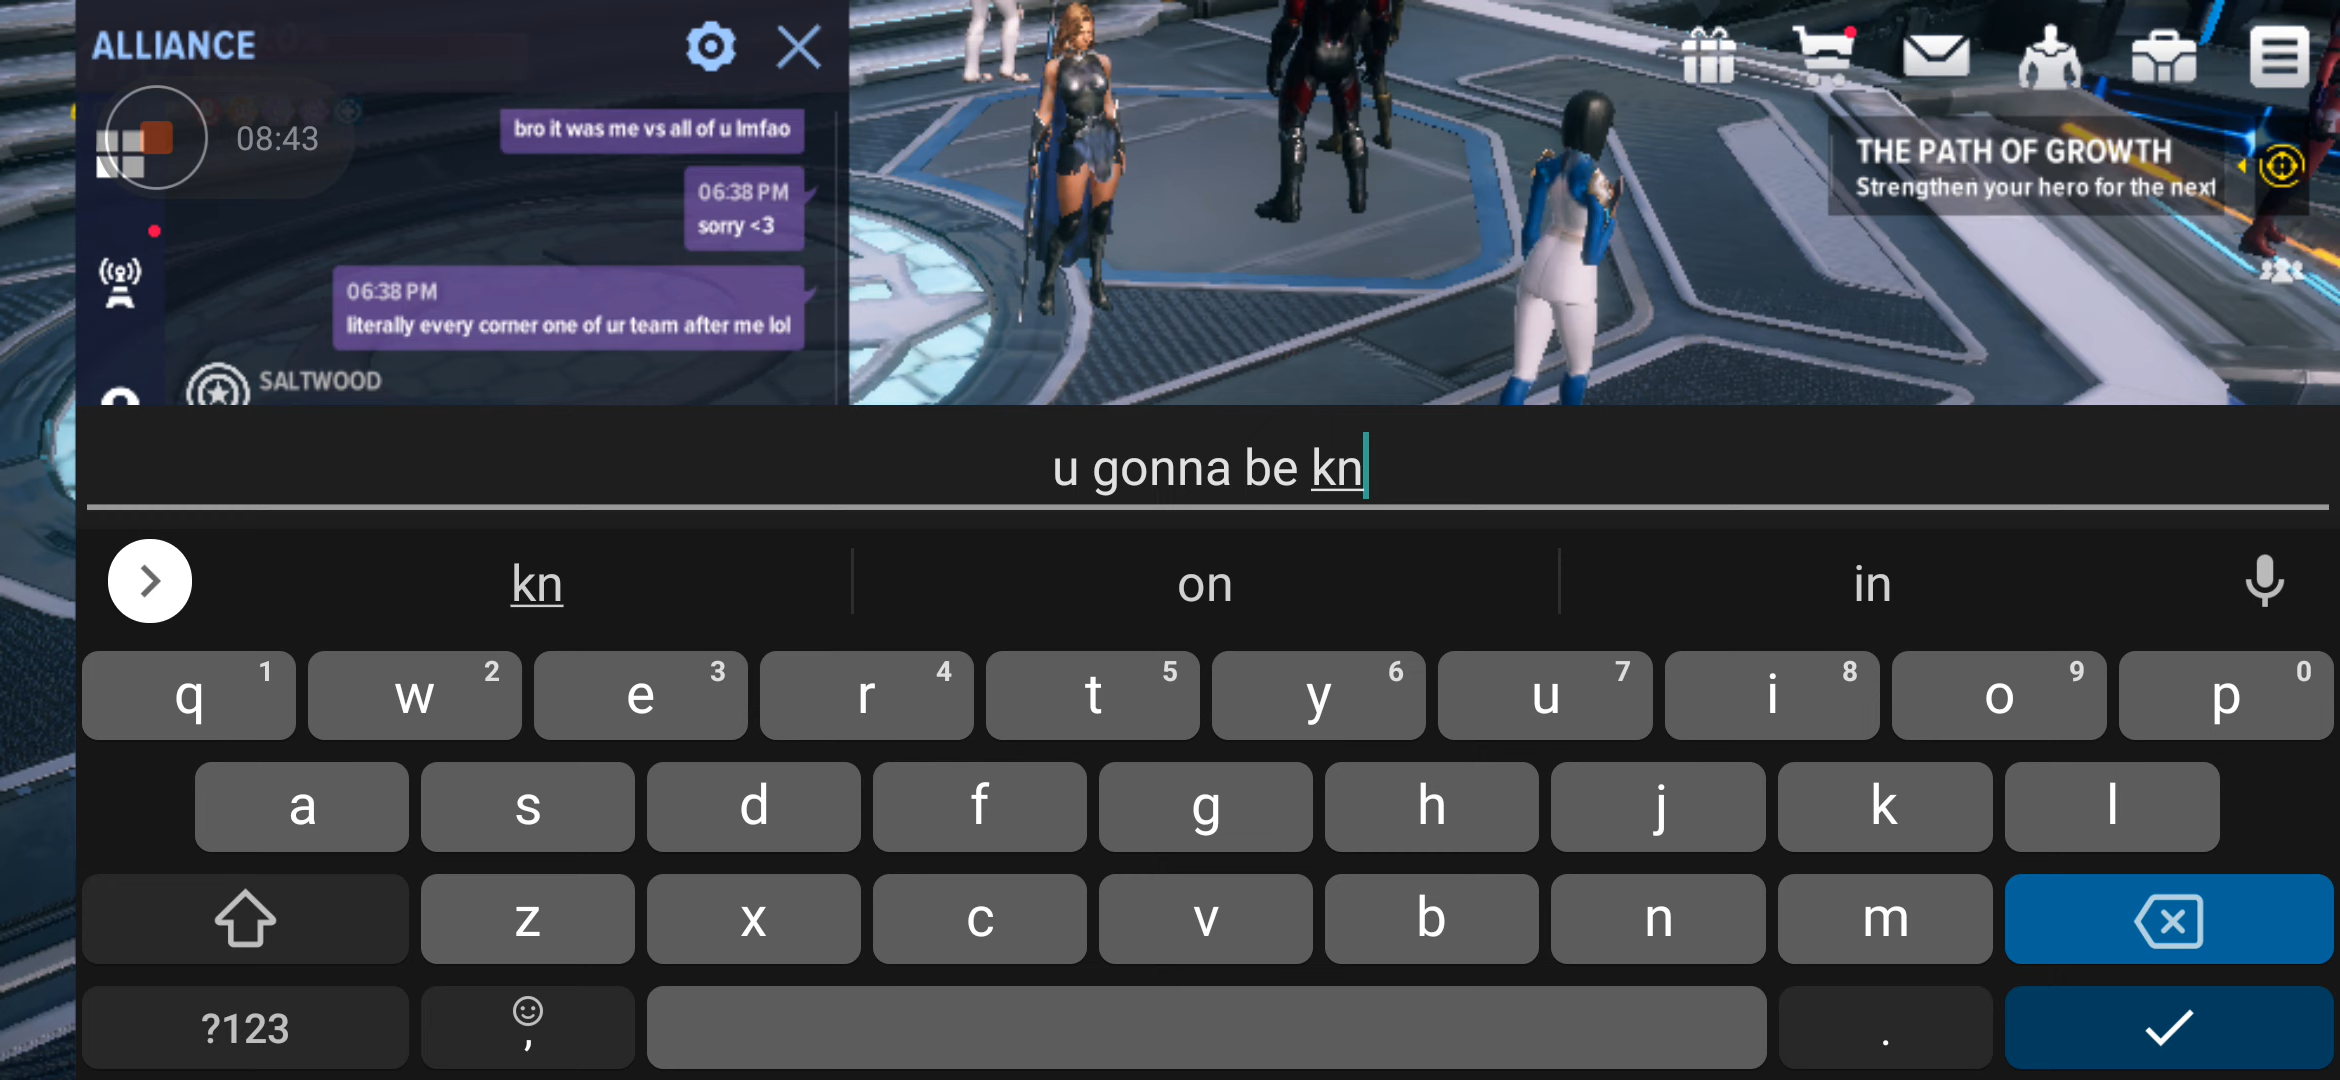 ALLIANCE
08:43
bro it was me vs all of u lmfao
06:38 PM
sorry <3
06:38 PM
literally every corner one of ur team after me lol
SALTWOOD
THE PATH OF GROWTH
Strengthen your hero for the next
u gonna be kn
kn on in
q 1 w 2 e 3 r 4 t 5 y 6 u 7 i 8 o 9 p 0
a s d f g h j k l
z x c v b n m
?123 , .